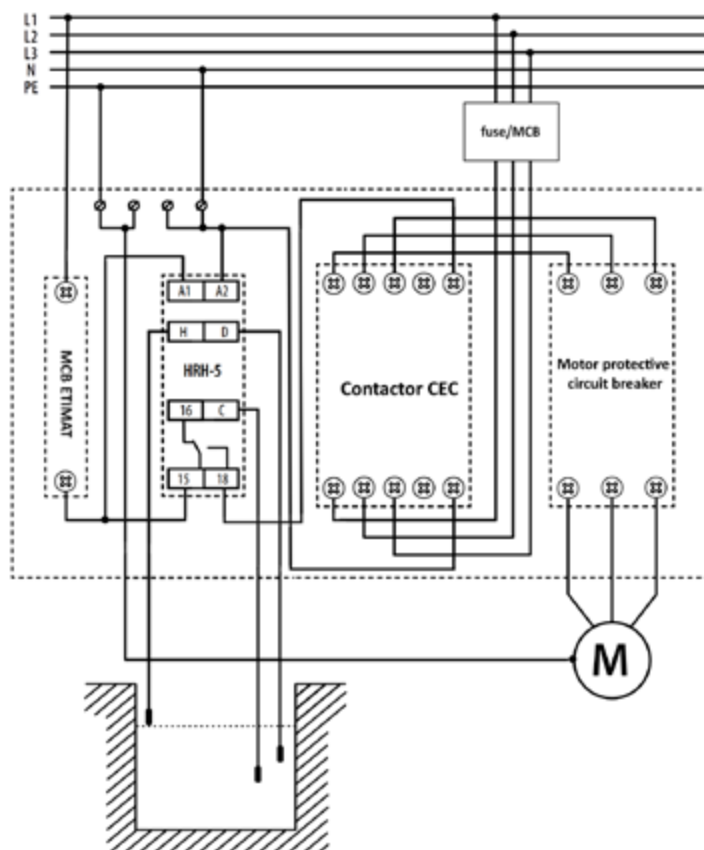 L1
L2
L3
N
PE
fuse/MCB
A1 A2
H D
HRH-5
16 C
15 18
MCB ETIMAT
Contactor CEC
Motor protective
circuit breaker
M